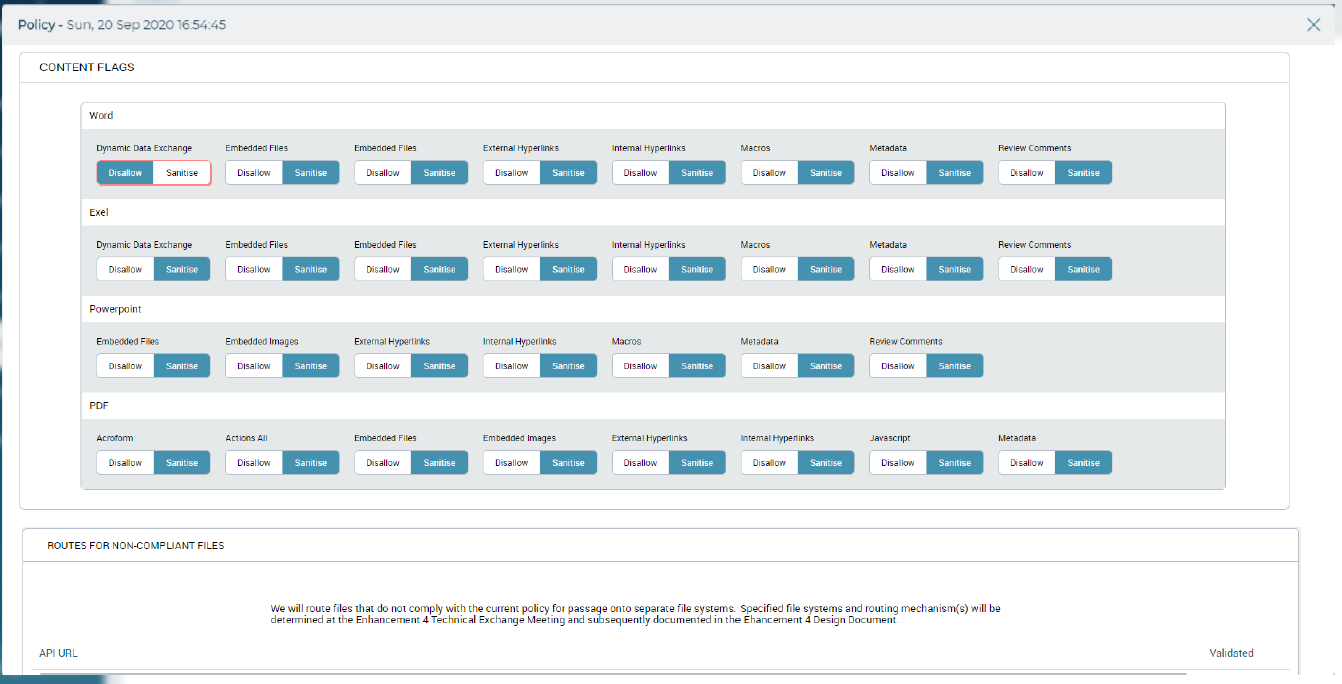 Policy - Sun, 20 Sep 2020 16:54:45
CONTENT FLAGS
Word
Dynamic Data Exchange Embedded Files Embedded Files External Hyperlinks Internal Hyperlinks Macros Metadata Review Comments
Disallow Sanitise Disallow Sanitise Disallow Sanitise Disallow Sanitise Disallow Sanitise Disallow Sanitise Disallow Sanitise Disallow Sanitise
Exel
Dynamic Data Exchange Embedded Files Embedded Files External Hyperlinks Internal Hyperlinks Macros Metadata Review Comments
Disallow Sanitise Disallow Sanitise Disallow Sanitise Disallow Sanitise Disallow Sanitise Disallow Sanitise Disallow Sanitise Disallow Sanitise
Powerpoint
Embedded Files Embedded Images External Hyperlinks Internal Hyperlinks Macros Metadata Review Comments
Disallow Sanitise Disallow Sanitise Disallow Sanitise Disallow Sanitise Disallow Sanitise Disallow Sanitise Disallow Sanitise
PDF
Acroform Actions All Embedded Files Embedded Images External Hyperlinks Internal Hyperlinks Javascript Metadata
Disallow Sanitise Disallow Sanitise Disallow Sanitise Disallow Sanitise Disallow Sanitise Disallow Sanitise Disallow Sanitise Disallow Sanitise
ROUTES FOR NON-COMPLIANT FILES
We will route files that do not comply with the current policy for passage onto separate file systems. Specified file systems and routing mechanism(s) will be
determined at the Enhancement 4 Technical Exchange Meeting and subsequently documented in the Ehancement 4 Design Document.
API URL Validated